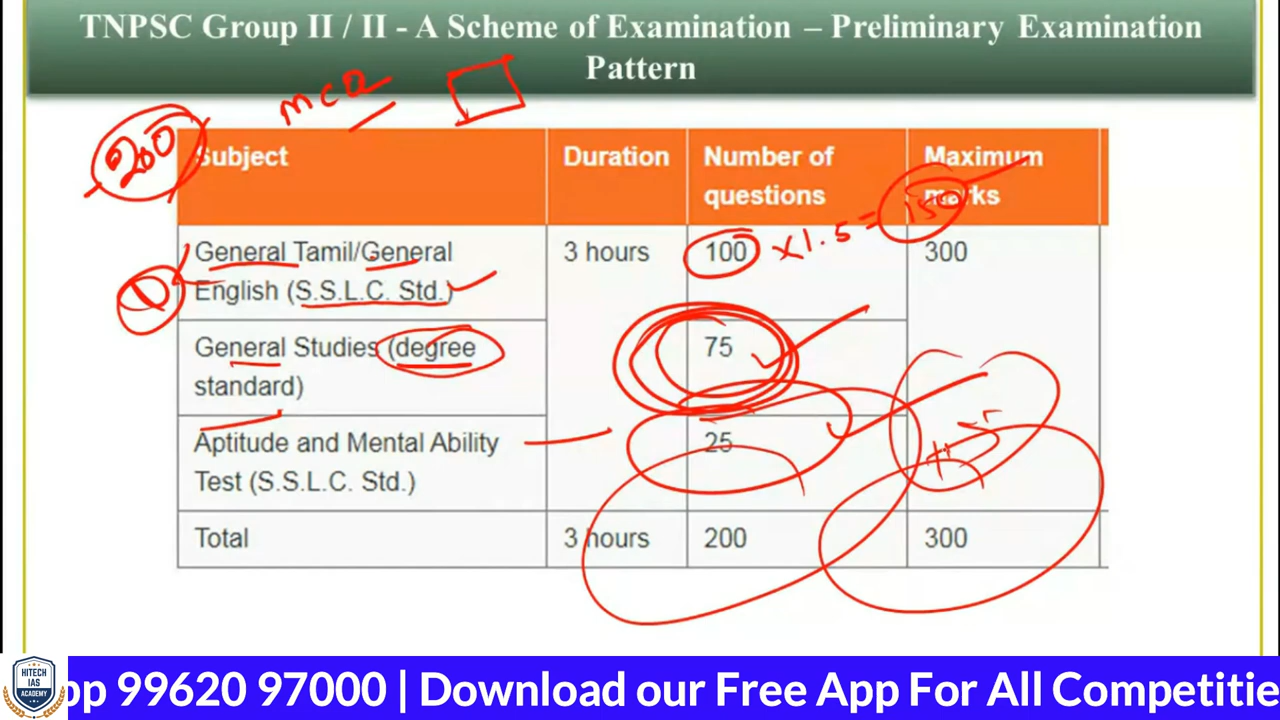 TNPSC Group II / II - A Scheme of Examination – Preliminary Examination
Pattern
MCQ
200
Subject Duration Number of questions Maximum marks
General Tamil/General English (S.S.L.C. Std.) 3 hours 100 x1.5= 150 300
General Studies (degree standard) 75
Aptitude and Mental Ability Test (S.S.L.C. Std.) 25
Total 3 hours 200 300
HITECH
IAS
ACADEMY
pp 99620 97000 | Download our Free App For All Competitie